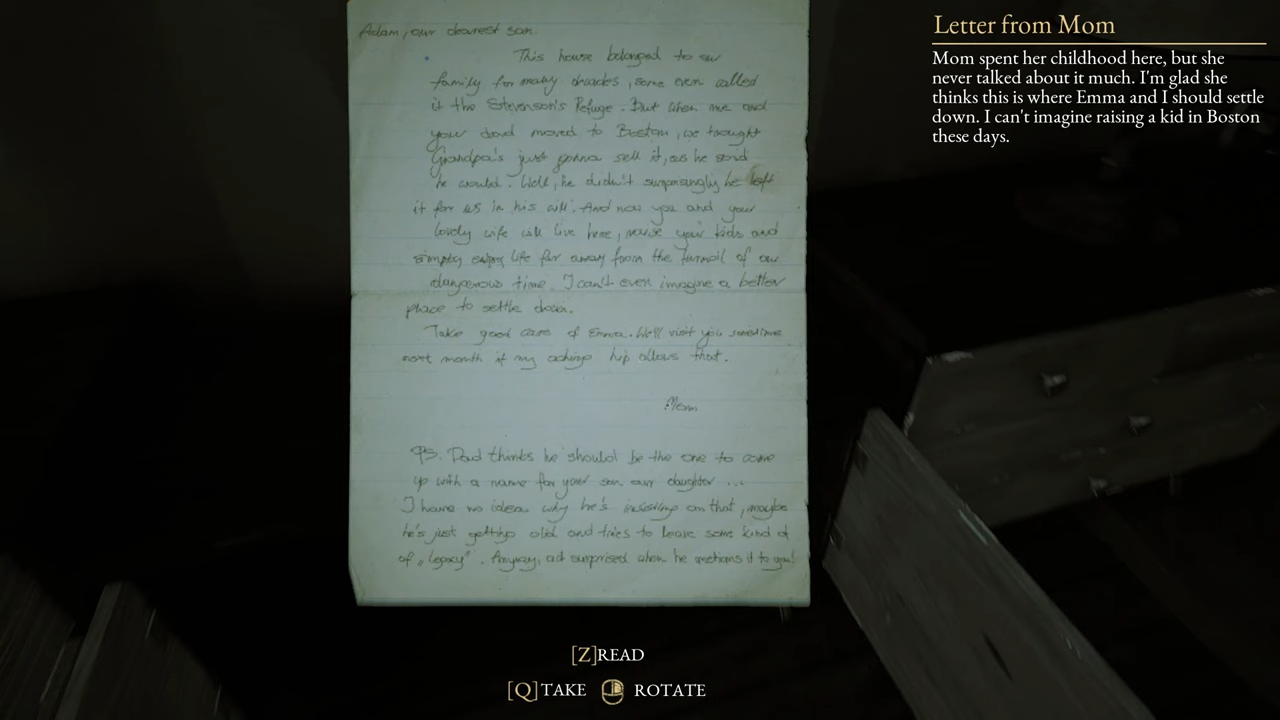 Adam, our dearest son.
This house belonged to our
family for many decades, some even called
it the Stevenson's Refuge. But when me and
your dad moved to Boston, we thought
Grandpa's just gonna sell it, as he said
he would. Well, he didn't surprisingly he left
it for us in his will. And now you and your
lovely wife will live here, raise your kids and
simply enjoy life far away from the turmoil of our
dangerous time. I can't even imagine a better
place to settle down.
Take good care of Emma. We'll visit you sometime
next month if my aching hip allows that.
Mom
PS. Dad thinks he should be the one to come
up with a name for your son our daughter ...
I have no idea why he's insisting on that, maybe
he's just getting old and tries to leave some kind of
of „legacy". Anyway, act surprised when he mentions it to you!
Letter from Mom
Mom spent her childhood here, but she
never talked about it much. I'm glad she
thinks this is where Emma and I should settle
down. I can't imagine raising a kid in Boston
these days.
[Z]READ
[Q]TAKE ROTATE